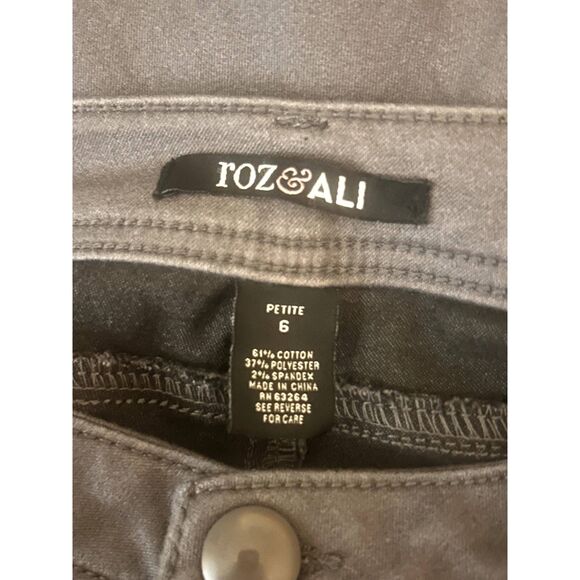 roz&ALI
PETITE
6
61% COTTON
37% POLYESTER
2% SPANDEX
MADE IN CHINA
RN 63264
SEE REVERSE
FOR CARE